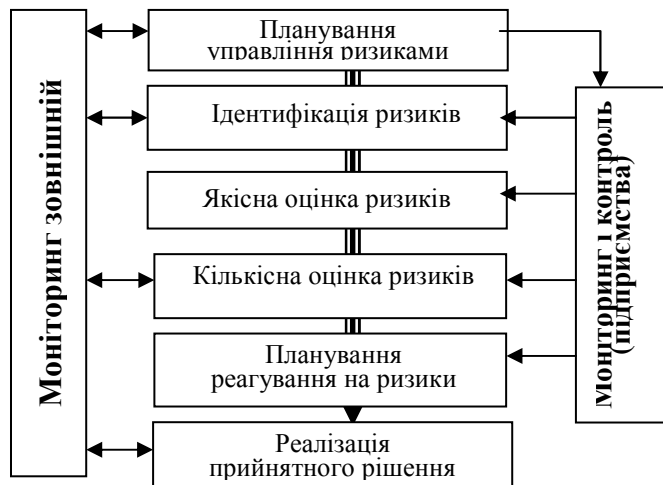 Моніторинг зовнішній
Планування
управління ризиками
Ідентифікація ризиків
Якісна оцінка ризиків
Кількісна оцінка ризиків
Планування
реагування на ризики
Реалізація
прийнятного рішення
Моніторинг і контроль
(підприємства)